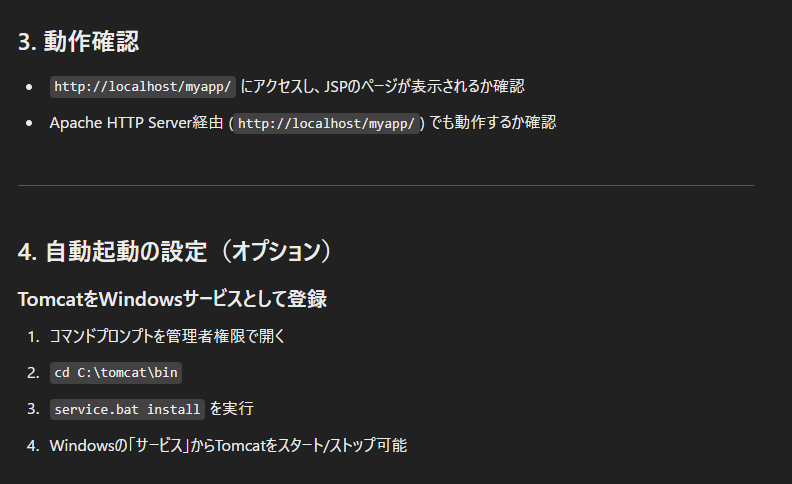 3. 動作確認
• http://localhost/myapp/ にアクセスし、JSPのページが表示されるか確認
• Apache HTTP Server経由 (http://localhost/myapp/) でも動作するか確認
4. 自動起動の設定（オプション）
TomcatをWindowsサービスとして登録
1. コマンドプロンプトを管理者権限で開く
2. cd C:\tomcat\bin
3. service.bat install を実行
4. Windowsの「サービス」からTomcatをスタート/ストップ可能